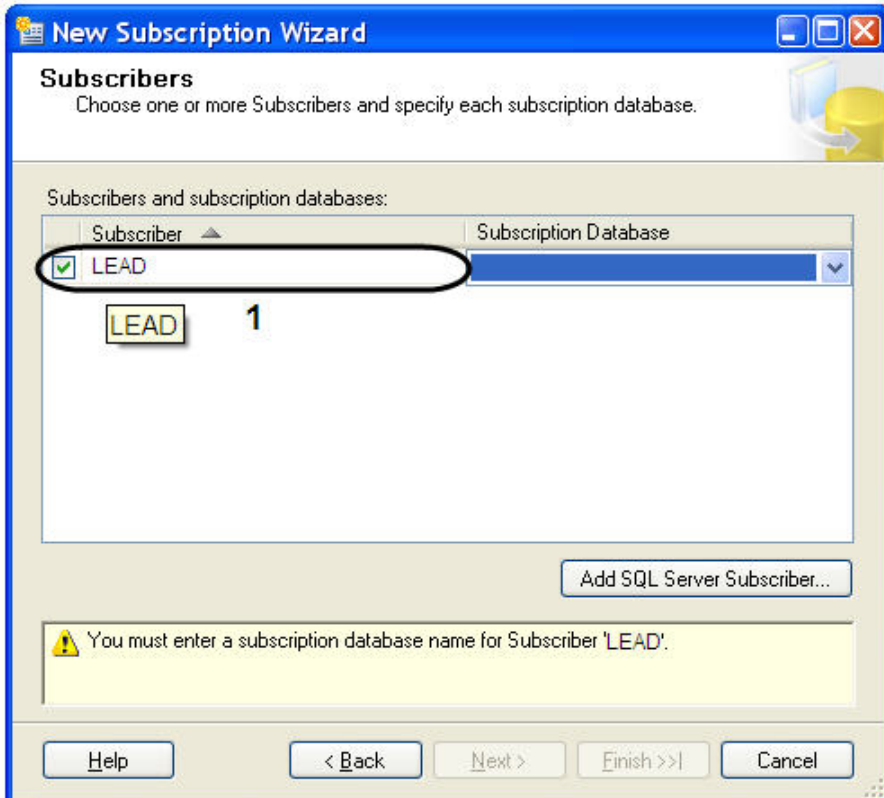 New Subscription Wizard
Subscribers
Choose one or more Subscribers and specify each subscription database.
Subscribers and subscription databases:
Subscriber Subscription Database
LEAD
LEAD 1
Add SQL Server Subscriber...
You must enter a subscription database name for Subscriber 'LEAD'.
Help < Back Next > Finish >>| Cancel